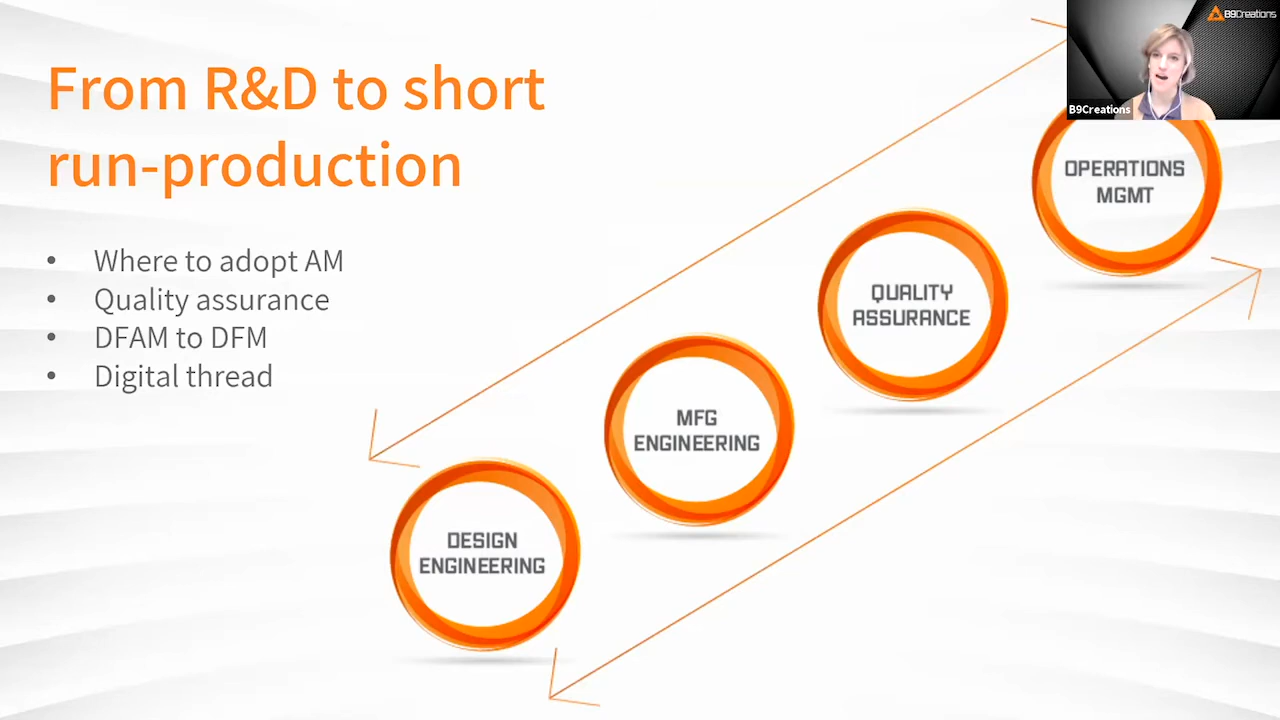 From R&D to short
run-production
• Where to adopt AM
• Quality assurance
• DFAM to DFM
• Digital thread
B9Creations
B9Creations
OPERATIONS
MGMT
QUALITY
ASSURANCE
MFG
ENGINEERING
DESIGN
ENGINEERING